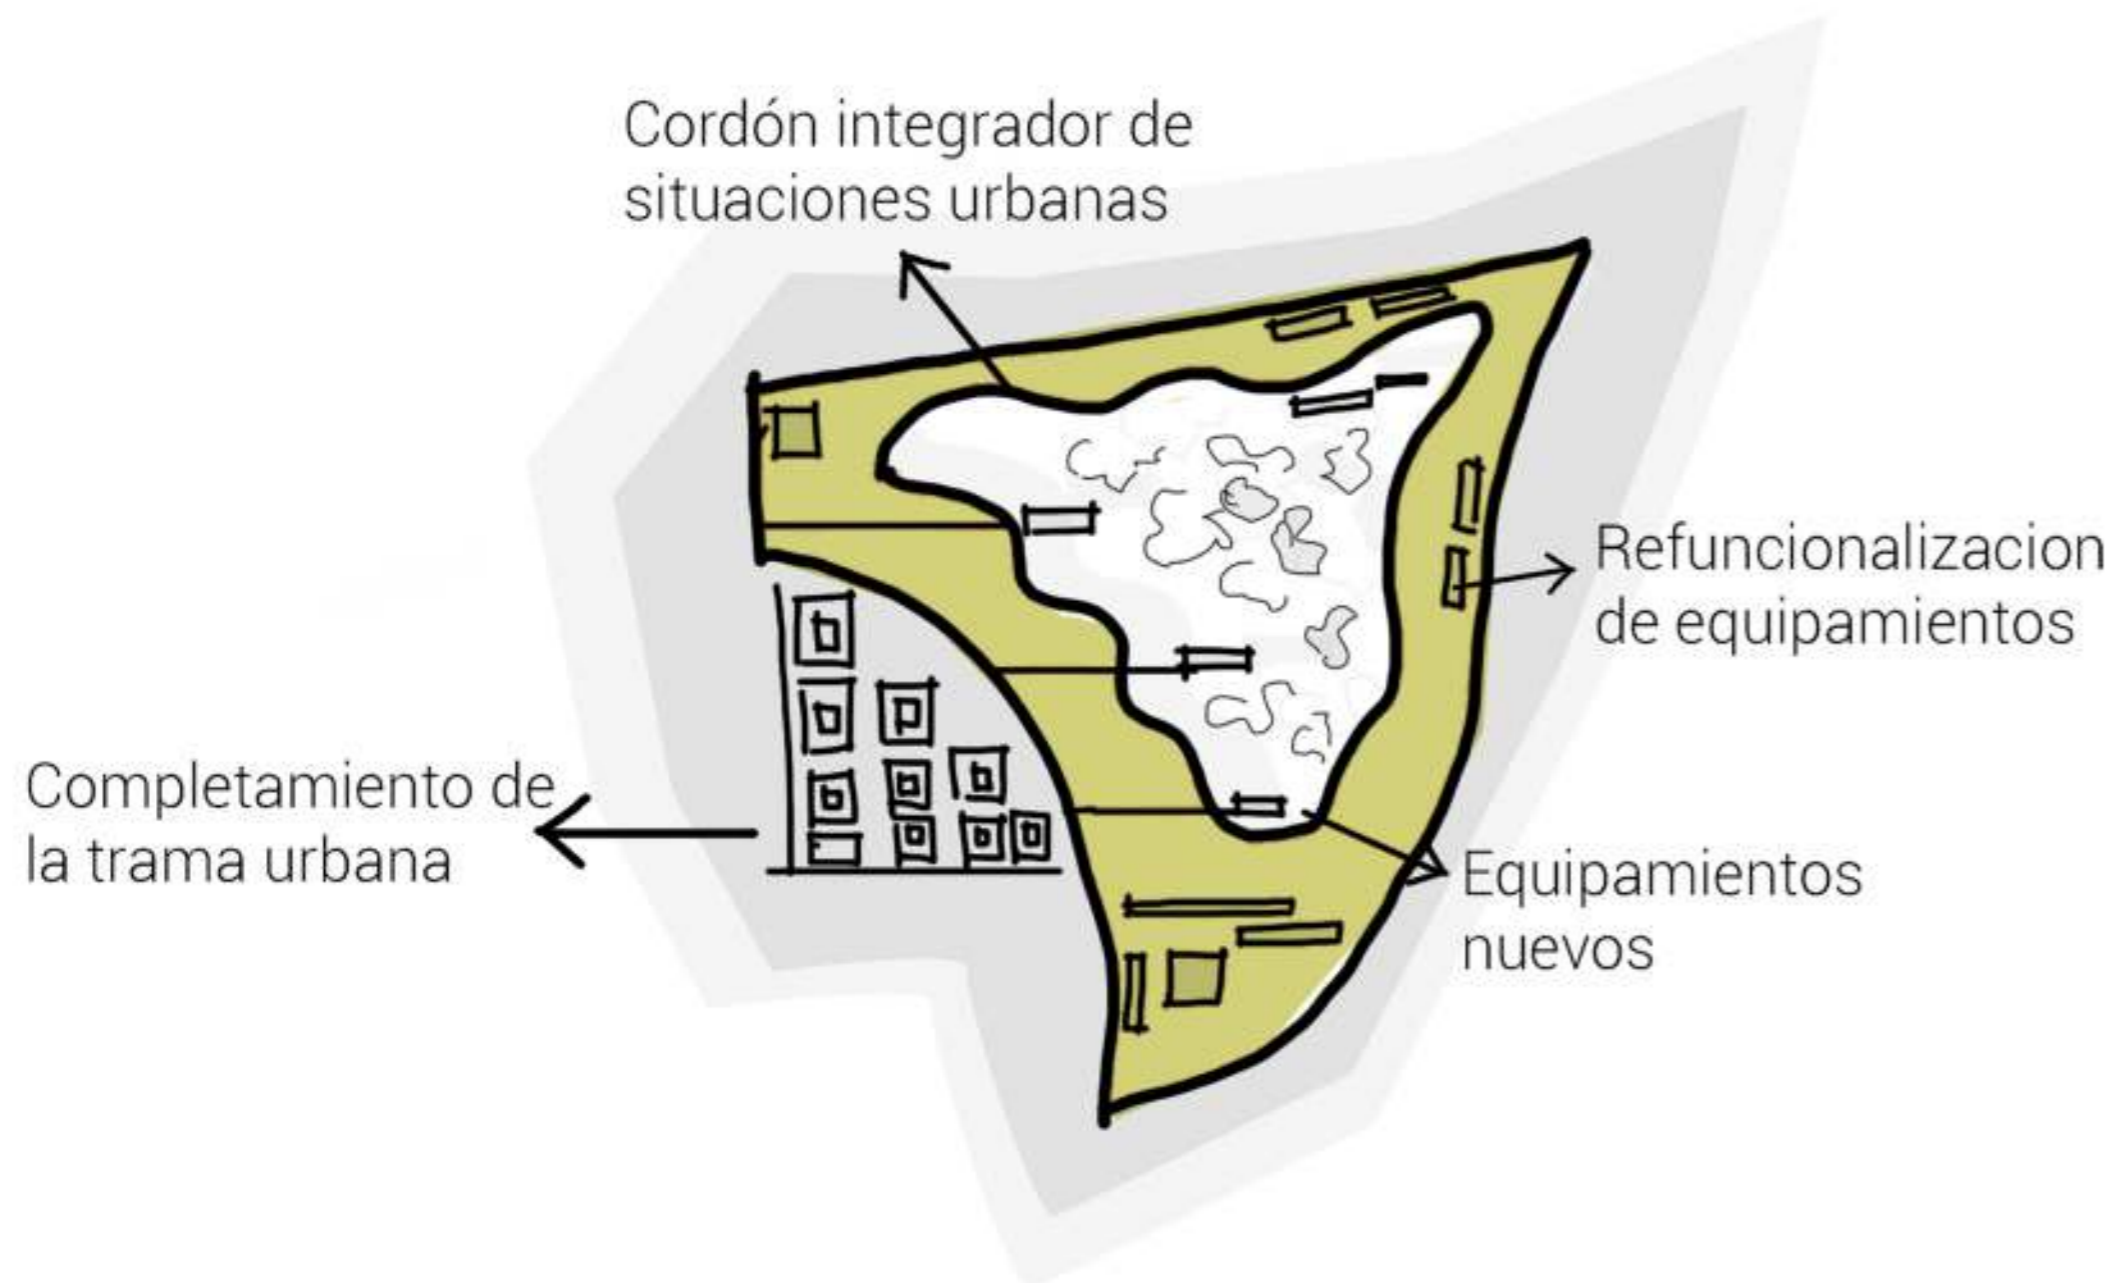 Cordón integrador de
situaciones urbanas
Refuncionalizacion
de equipamientos
Completamiento de
la trama urbana
Equipamientos
nuevos